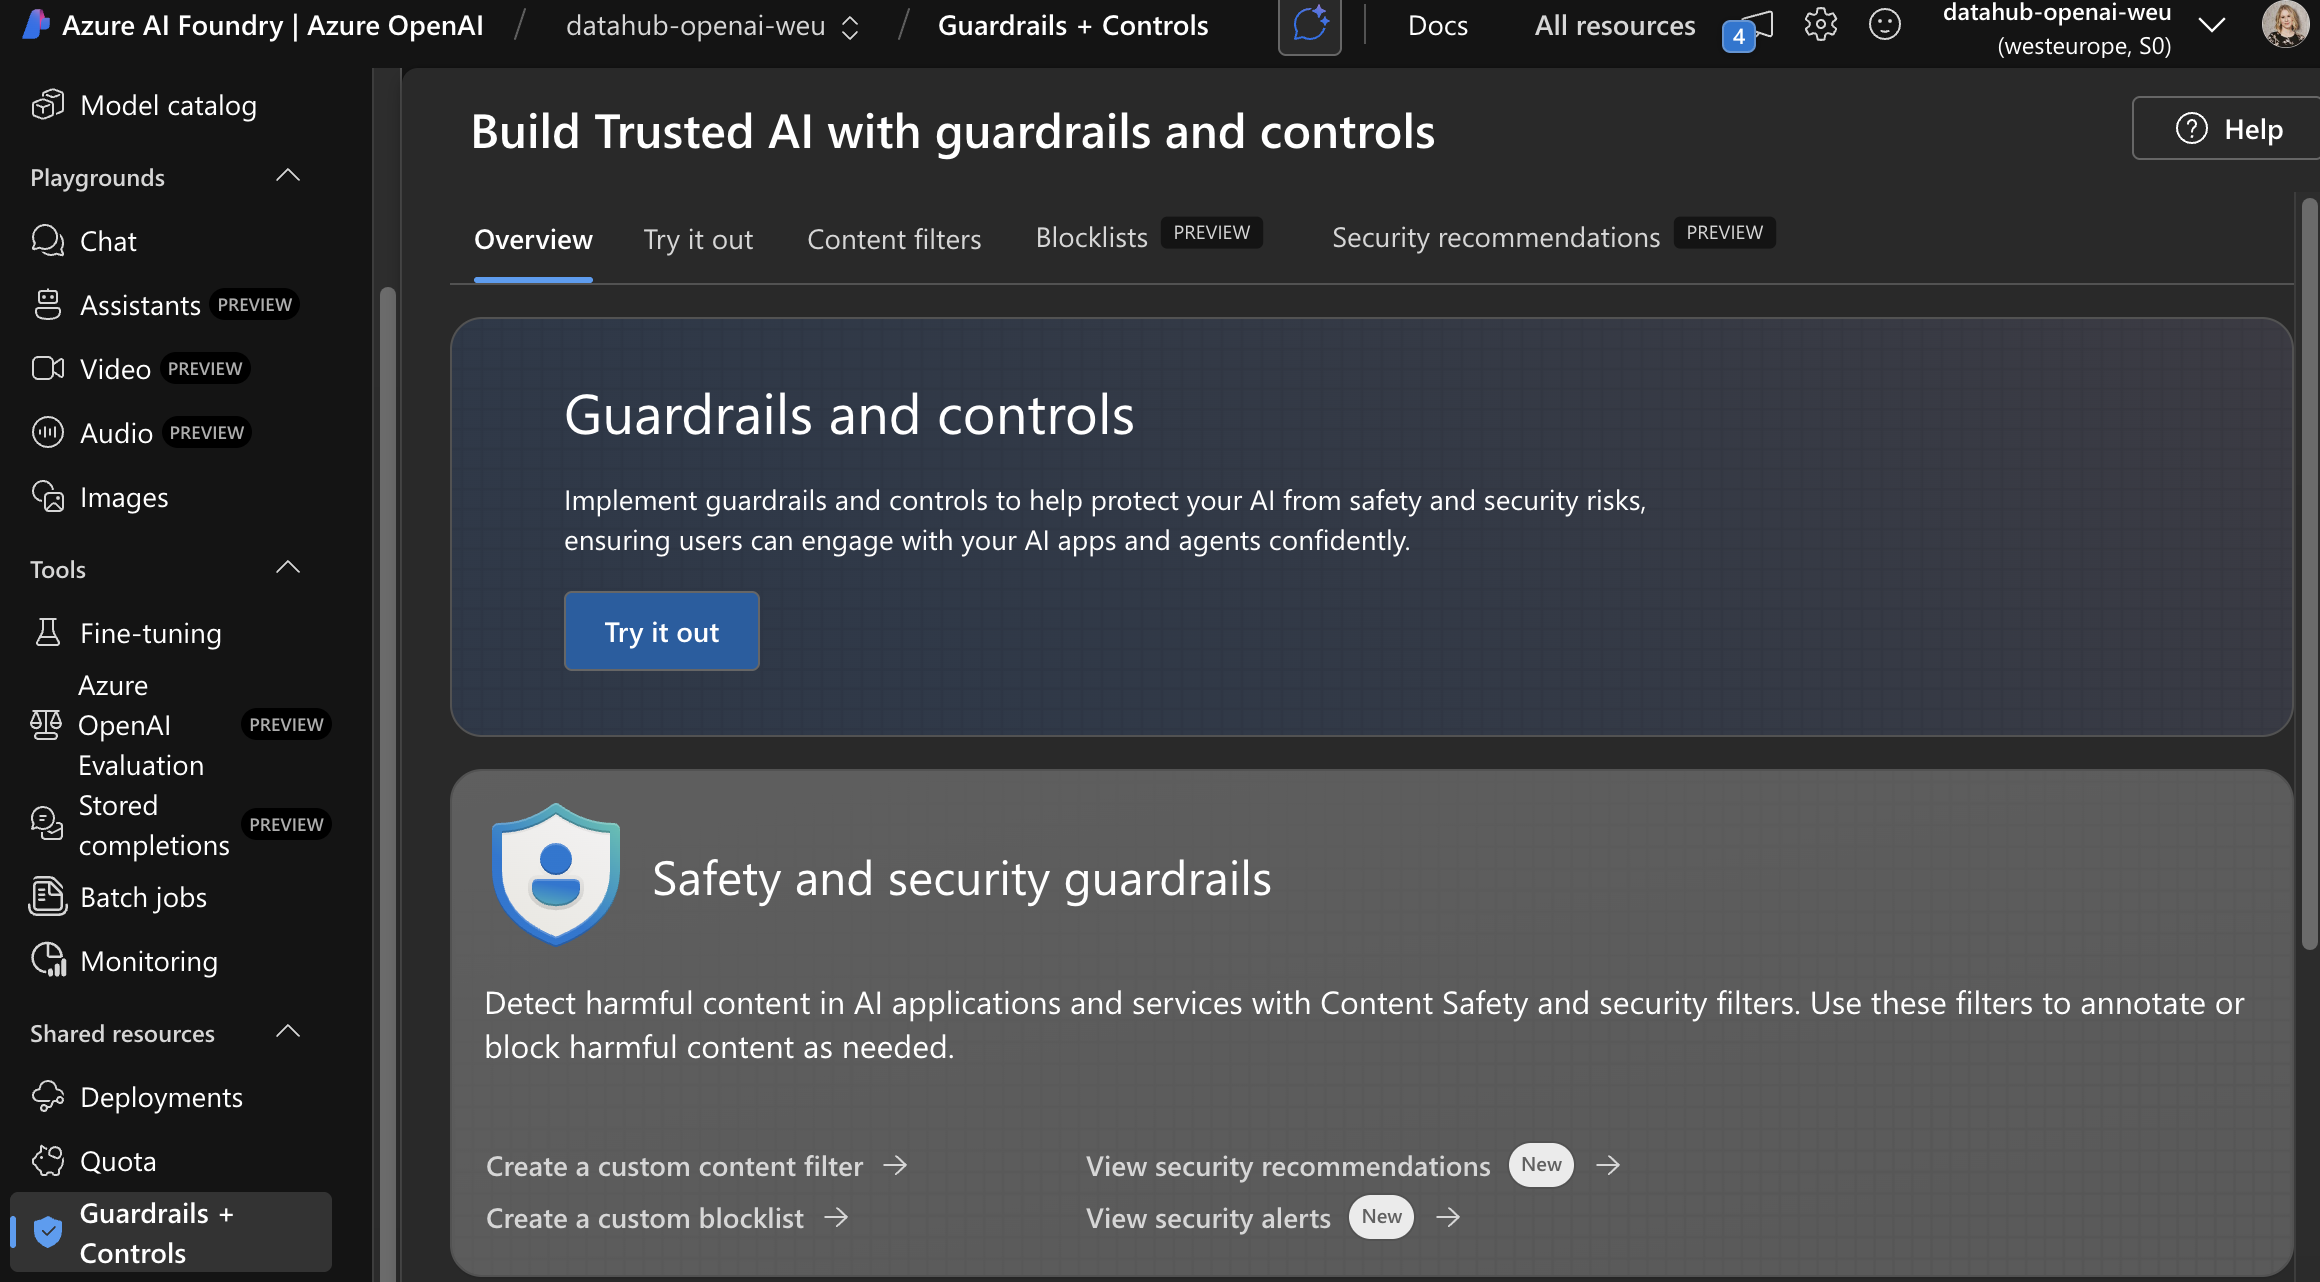 Azure AI Foundry | Azure OpenAI / datahub-openai-weu / Guardrails + Controls
Docs
All resources
4
datahub-openai-weu
(westeurope, S0)
Model catalog
Playgrounds
Chat
Assistants PREVIEW
Video PREVIEW
Audio PREVIEW
Images
Tools
Fine-tuning
Azure
OpenAI PREVIEW
Evaluation
Stored
completions PREVIEW
Batch jobs
Monitoring
Shared resources
Deployments
Quota
Guardrails +
Controls
Build Trusted AI with guardrails and controls
Help
Overview
Try it out
Content filters
Blocklists PREVIEW
Security recommendations PREVIEW
Guardrails and controls
Implement guardrails and controls to help protect your AI from safety and security risks,
ensuring users can engage with your AI apps and agents confidently.
Try it out
Safety and security guardrails
Detect harmful content in AI applications and services with Content Safety and security filters. Use these filters to annotate or
block harmful content as needed.
Create a custom content filter →
View security recommendations New →
Create a custom blocklist →
View security alerts New →